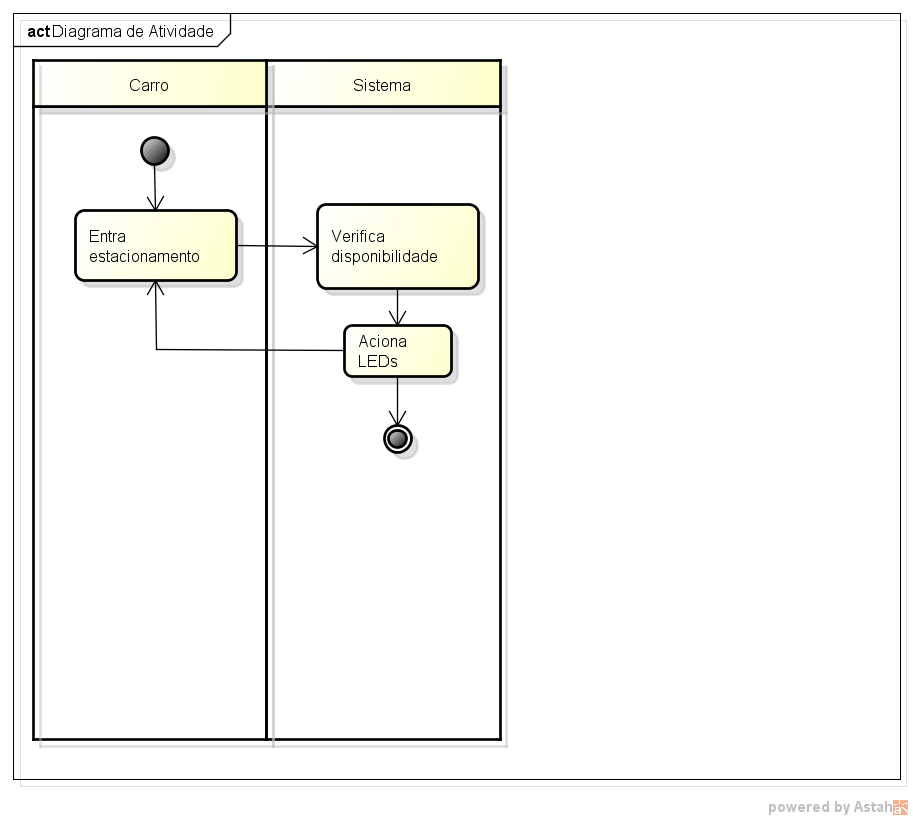 act Diagrama de Atividade
Carro
Sistema
Entra
estacionamento
Verifica
disponibilidade
Aciona
LEDs
powered by Astah